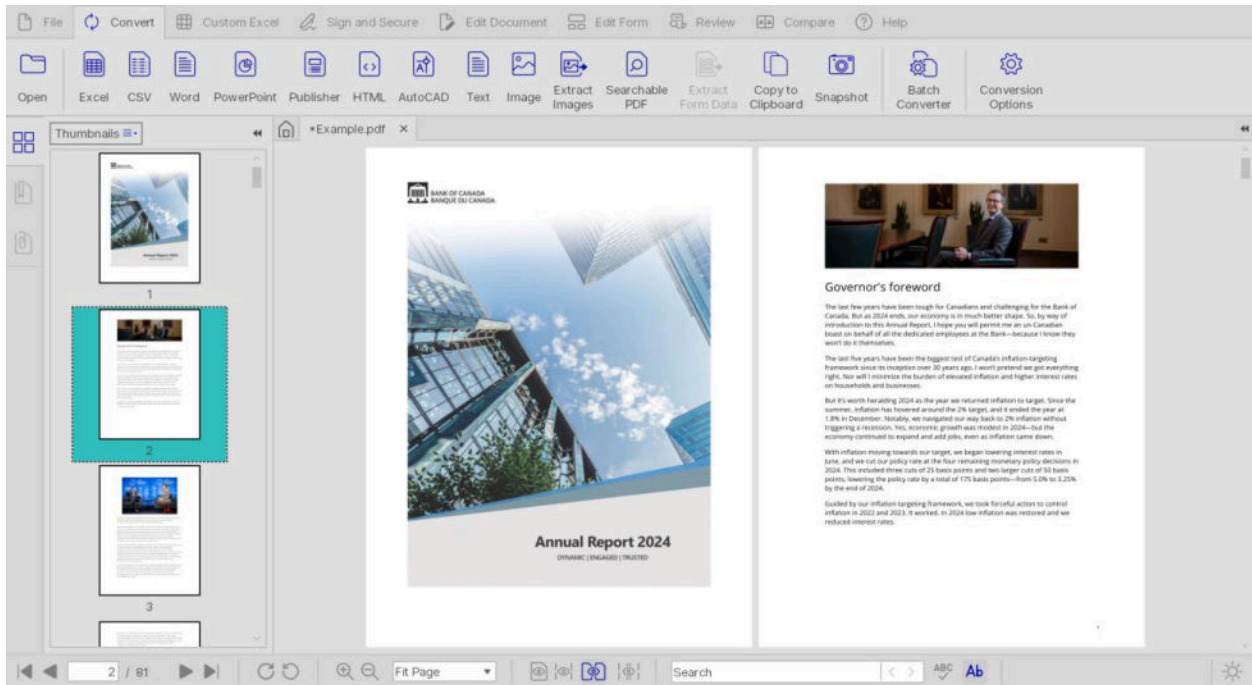 File Convert Custom Excel Sign and Secure Edit Document Edit Form Review Compare Help
Open Excel CSV Word PowerPoint Publisher HTML AutoCAD Text Image Extract Images Searchable PDF Extract Form Data Copy to Clipboard Snapshot Batch Converter Conversion Options
Thumbnails
*Example.pdf
1
2
3
BANK OF CANADA
BANQUE DU CANADA
Annual Report 2024
DYNAMIC | ENGAGED | TRUSTED
Governor's foreword
The last few years have been tough for Canadians and challenging for the Bank of
Canada. But as 2024 ends, our economy is in much better shape. So, by way of
introduction to this Annual Report, I hope you will permit me an un-Canadian
boast on behalf of all the dedicated employees at the Bank—because I know they
won't do it themselves.
The last five years have been the biggest test of Canada's inflation-targeting
framework since its inception over 30 years ago. I won't pretend we got everything
right. Nor will I minimize the burden of elevated inflation and higher interest rates
on households and businesses.
But it's worth heralding 2024 as the year we returned inflation to target. Since the
summer, inflation has hovered around the 2% target, and it ended the year at
1.8% in December. Notably, we navigated our way back to 2% inflation without
triggering a recession. Yes, economic growth was modest in 2024—but the
economy continued to expand and add jobs, even as inflation came down.
With inflation moving towards our target, we began lowering interest rates in
June, and we cut our policy rate at the four remaining monetary policy decisions in
2024. This included three cuts of 25 basis points and two larger cuts of 50 basis
points, lowering the policy rate by a total of 175 basis points—from 5.0% to 3.25%
by the end of 2024.
Guided by our inflation-targeting framework, we took forceful action to control
inflation in 2022 and 2023. It worked. In 2024 low inflation was restored and we
reduced interest rates.
2 / 81 Fit Page Search ABC Ab